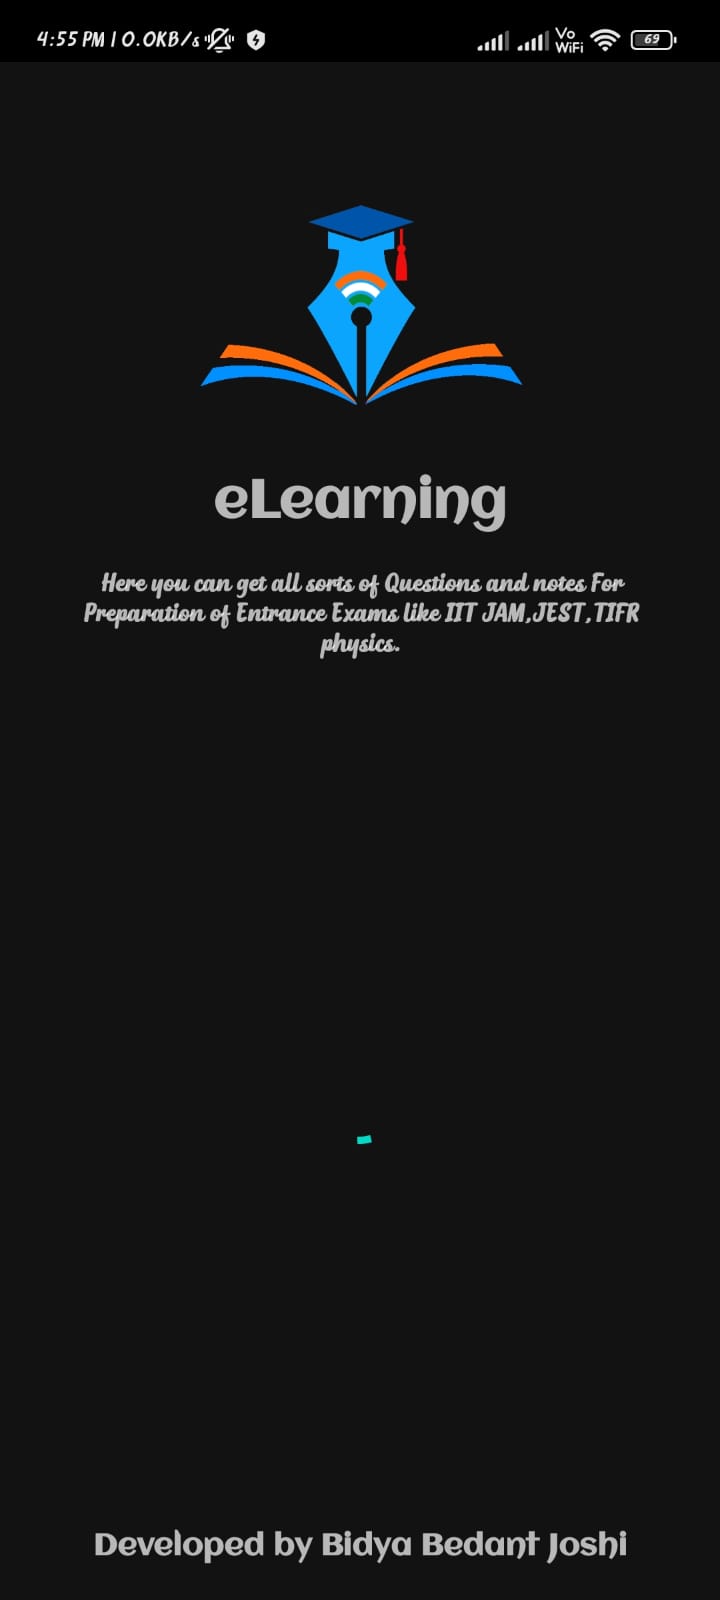 4:55 PM | 0.0KB/s Vo WiFi 69
eLearning
Here you can get all sorts of Questions and notes For
Preparation of Entrance Exams like IIT JAM,JEST,TIFR
physics.
Developed by Bidya Bedant Joshi